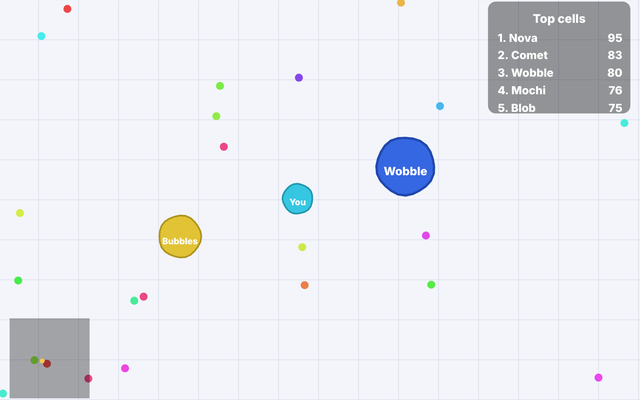 Top cells
1. Nova 95
2. Comet 83
3. Wobble 80
4. Mochi 76
5. Blob 75
Wobble
You
Bubbles